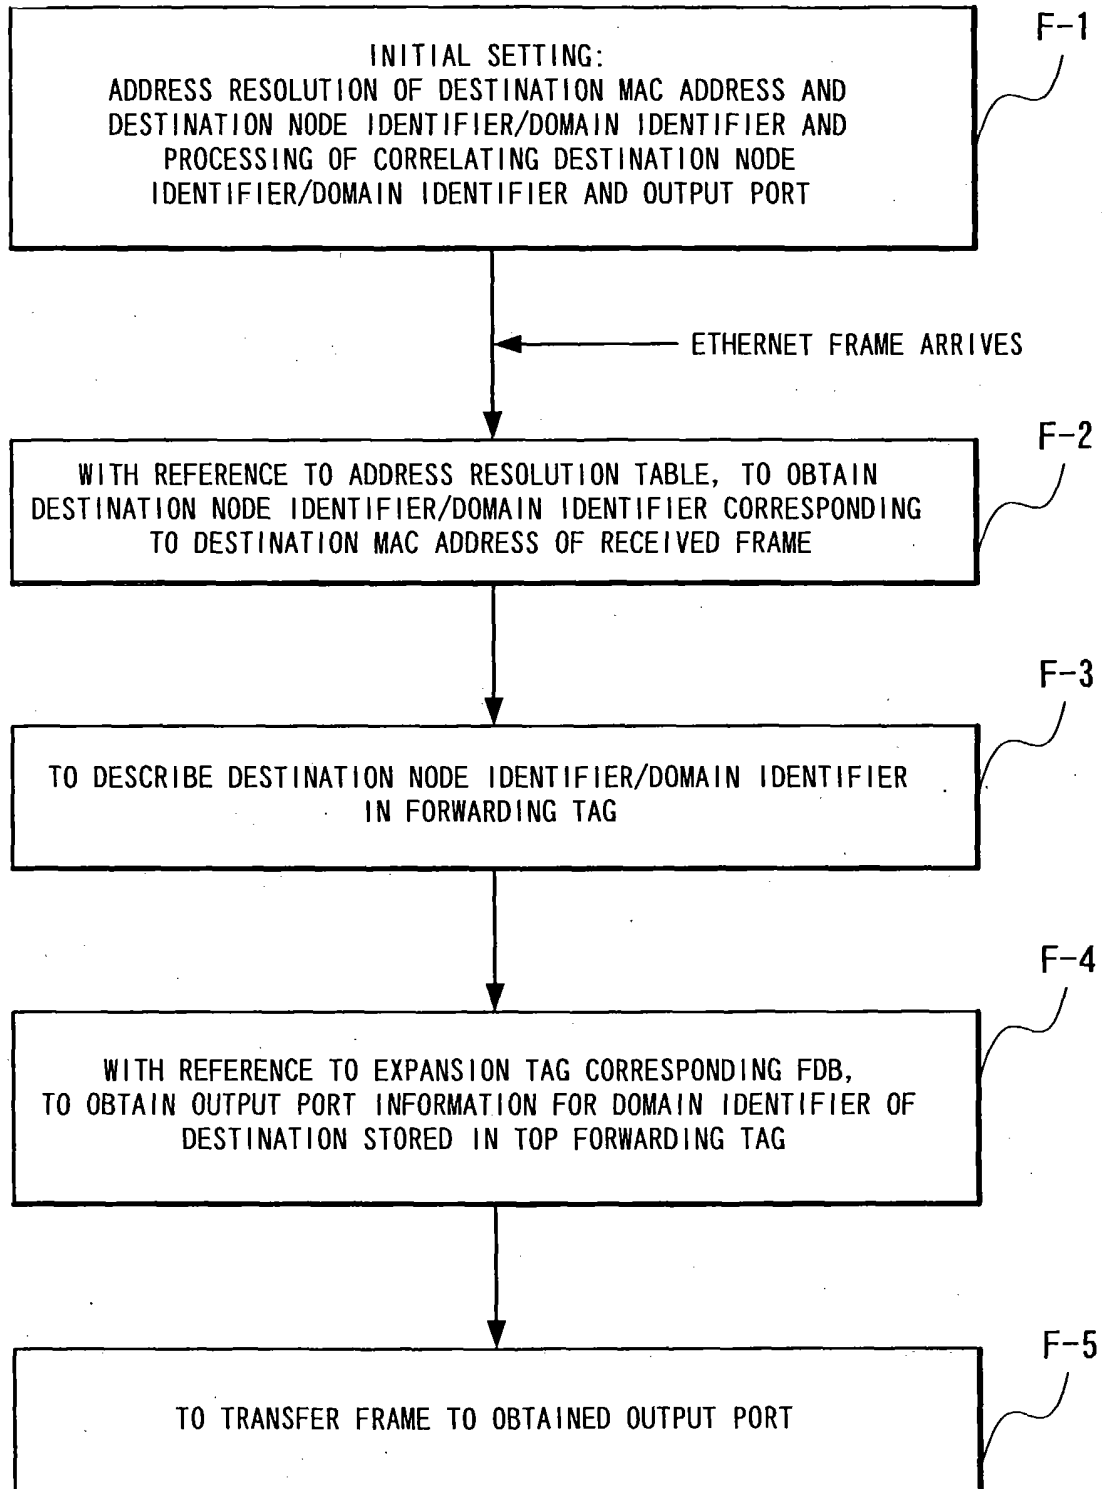 F-1
INITIAL SETTING:
ADDRESS RESOLUTION OF DESTINATION MAC ADDRESS AND
DESTINATION NODE IDENTIFIER/DOMAIN IDENTIFIER AND
PROCESSING OF CORRELATING DESTINATION NODE
IDENTIFIER/DOMAIN IDENTIFIER AND OUTPUT PORT
ETHERNET FRAME ARRIVES
F-2
WITH REFERENCE TO ADDRESS RESOLUTION TABLE, TO OBTAIN
DESTINATION NODE IDENTIFIER/DOMAIN IDENTIFIER CORRESPONDING
TO DESTINATION MAC ADDRESS OF RECEIVED FRAME
F-3
TO DESCRIBE DESTINATION NODE IDENTIFIER/DOMAIN IDENTIFIER
IN FORWARDING TAG
F-4
WITH REFERENCE TO EXPANSION TAG CORRESPONDING FDB,
TO OBTAIN OUTPUT PORT INFORMATION FOR DOMAIN IDENTIFIER OF
DESTINATION STORED IN TOP FORWARDING TAG
F-5
TO TRANSFER FRAME TO OBTAINED OUTPUT PORT